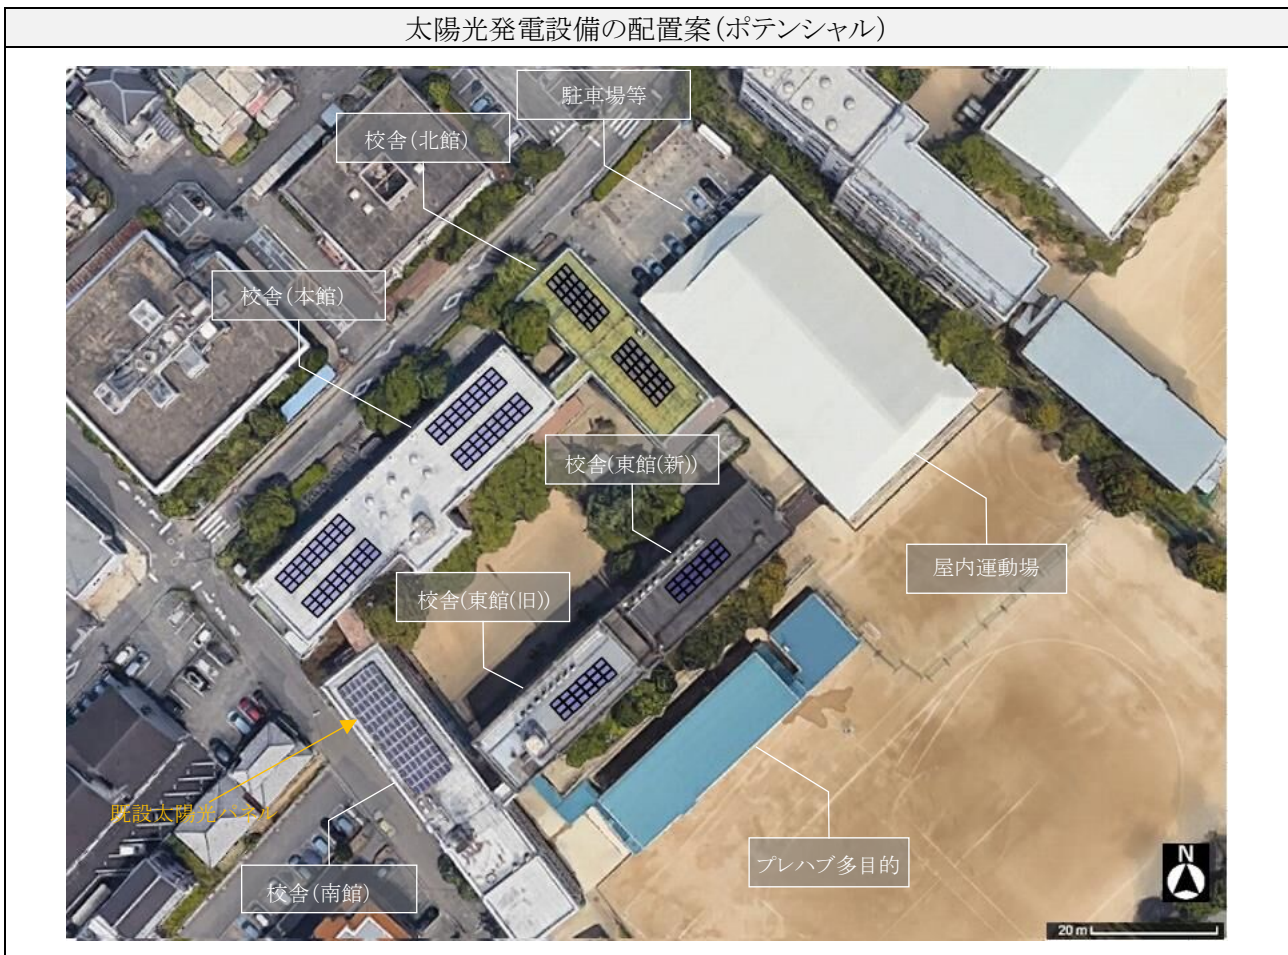 太陽光発電設備の配置案(ポテンシャル)
駐車場等
校舎(北館)
校舎(本館)
校舎(東館(新))
屋内運動場
校舎(東館(旧))
既設太陽光パネル
プレハブ多目的
校舎(南館)
N
20 m